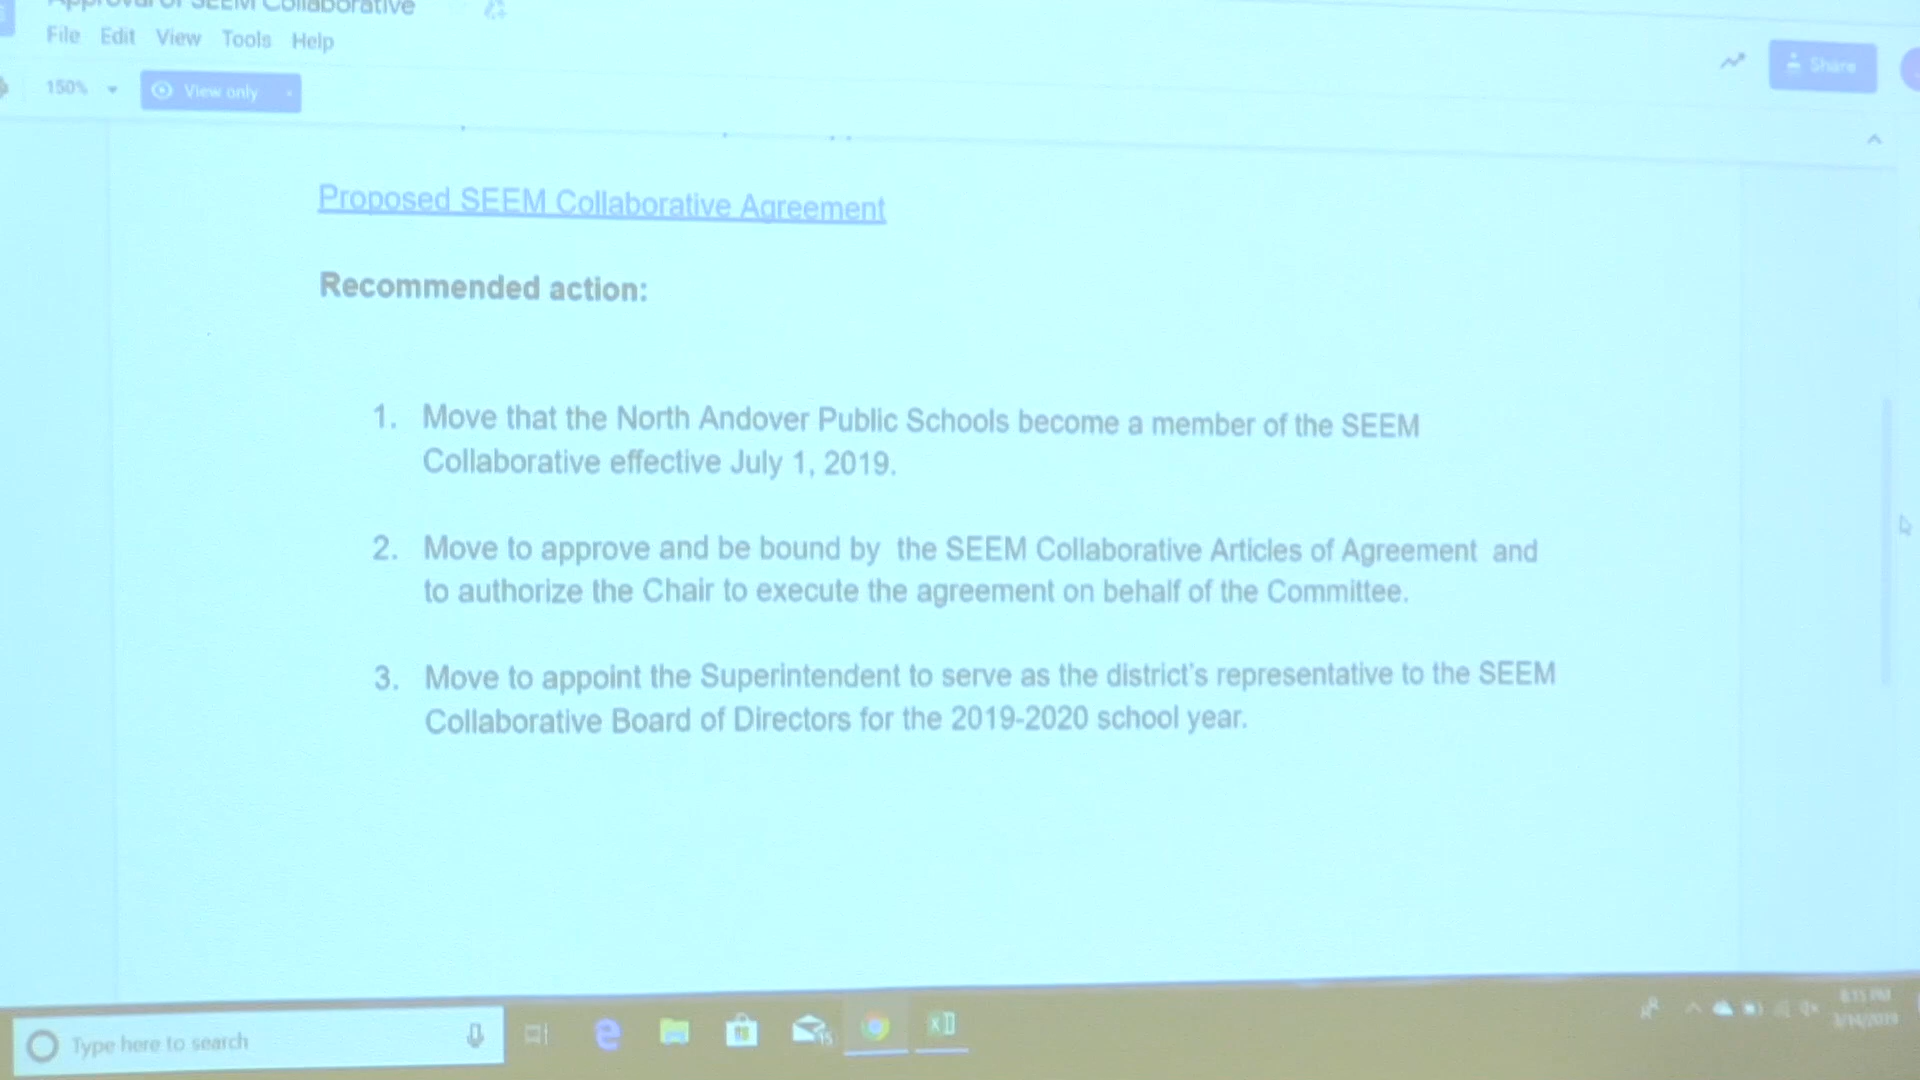 Approval of SEEM Collaborative
File Edit View Tools Help
150% View only
Share
Proposed SEEM Collaborative Agreement
Recommended action:
1. Move that the North Andover Public Schools become a member of the SEEM
Collaborative effective July 1, 2019.
2. Move to approve and be bound by the SEEM Collaborative Articles of Agreement and
to authorize the Chair to execute the agreement on behalf of the Committee.
3. Move to appoint the Superintendent to serve as the district's representative to the SEEM
Collaborative Board of Directors for the 2019-2020 school year.
Type here to search
15